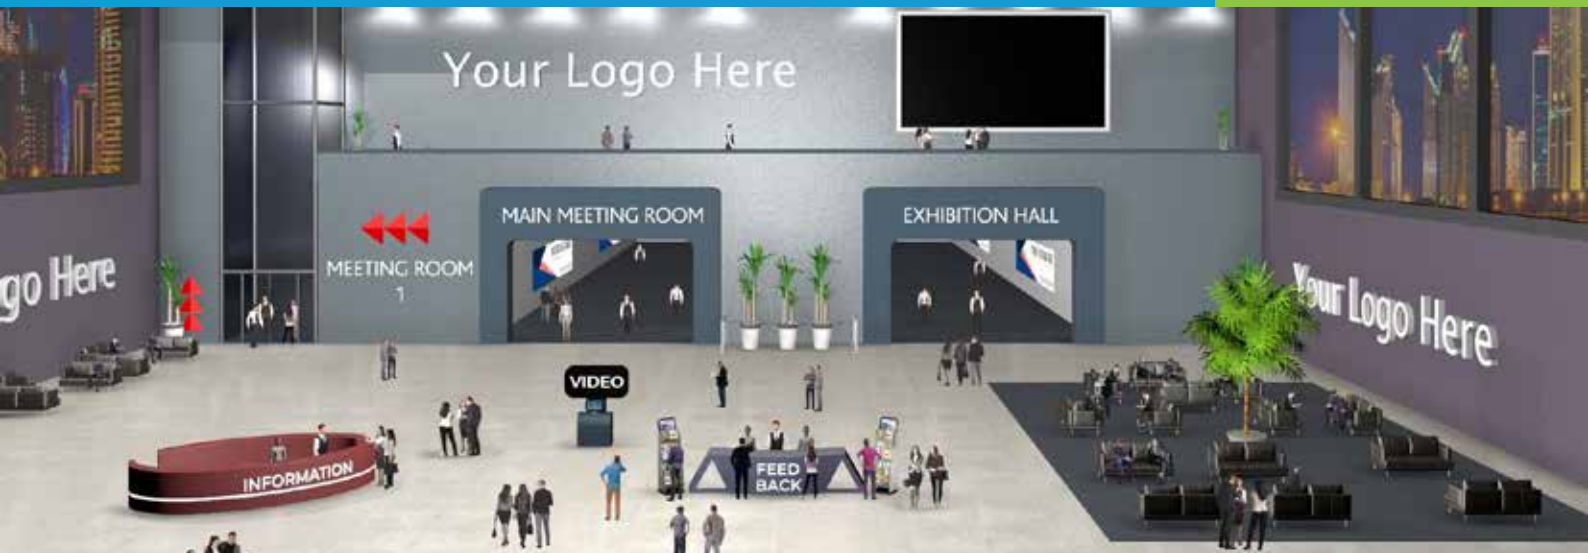 Your Logo Here
MAIN MEETING ROOM
EXHIBITION HALL
MEETING ROOM
1
go Here
Your Logo Here
VIDEO
INFORMATION
FEED
BACK